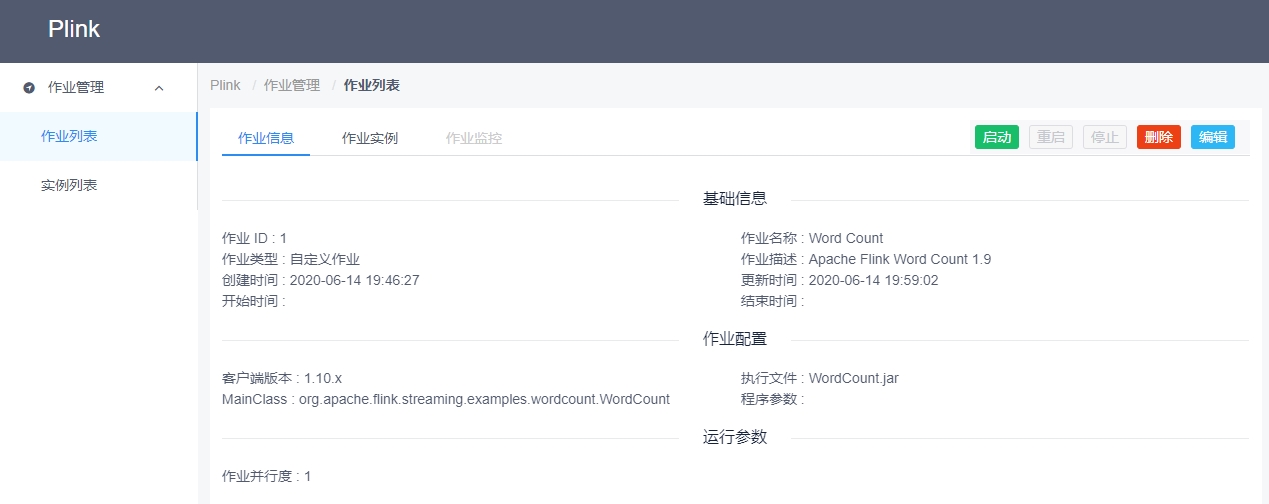 Plink
作业管理
作业列表
实例列表
Plink / 作业管理 / 作业列表
作业信息 作业实例 作业监控 启动 重启 停止 删除 编辑
基础信息
作业 ID : 1 作业名称 : Word Count
作业类型 : 自定义作业 作业描述 : Apache Flink Word Count 1.9
创建时间 : 2020-06-14 19:46:27 更新时间 : 2020-06-14 19:59:02
开始时间 : 结束时间 :
作业配置
客户端版本 : 1.10.x 执行文件 : WordCount.jar
MainClass : org.apache.flink.streaming.examples.wordcount.WordCount 程序参数 :
运行参数
作业并行度 : 1